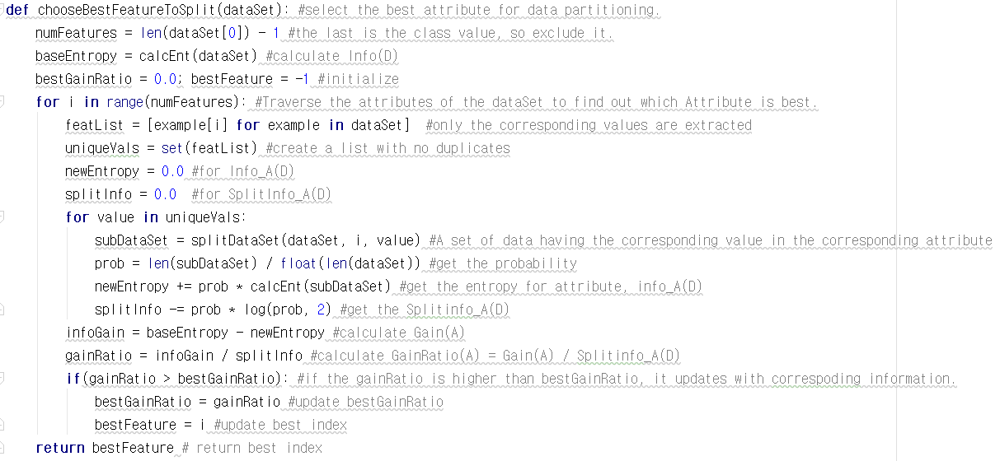 def chooseBestFeatureToSplit(dataSet): #select the best attribute for data partitioning.
    numFeatures = len(dataSet[0]) - 1 #the last is the class value, so exclude it.
    baseEntropy = calcEnt(dataSet) #calculate Info(D)
    bestGainRatio = 0.0; bestFeature = -1 #initialize
    for i in range(numFeatures): #Traverse the attributes of the dataSet to find out which Attribute is best.
        featList = [example[i] for example in dataSet]  #only the corresponding values are extracted
        uniqueVals = set(featList) #create a list with no duplicates
        newEntropy = 0.0 #for Info_A(D)
        splitInfo = 0.0  #for SplitInfo_A(D)
        for value in uniqueVals:
            subDataSet = splitDataSet(dataSet, i, value) #A set of data having the corresponding value in the corresponding attribute
            prob = len(subDataSet) / float(len(dataSet)) #get the probability
            newEntropy += prob * calcEnt(subDataSet) #get the entropy for attribute, info_A(D)
            splitInfo -= prob * log(prob, 2) #get the Splitinfo_A(D)
        infoGain = baseEntropy - newEntropy #calculate Gain(A)
        gainRatio = infoGain / splitInfo #calculate GainRatio(A) = Gain(A) / Splitinfo_A(D)
        if(gainRatio > bestGainRatio): #if the gainRatio is higher than bestGainRatio, it updates with correspoding information.
            bestGainRatio = gainRatio #update bestGainRatio
            bestFeature = i #update best index
    return bestFeature # return best index